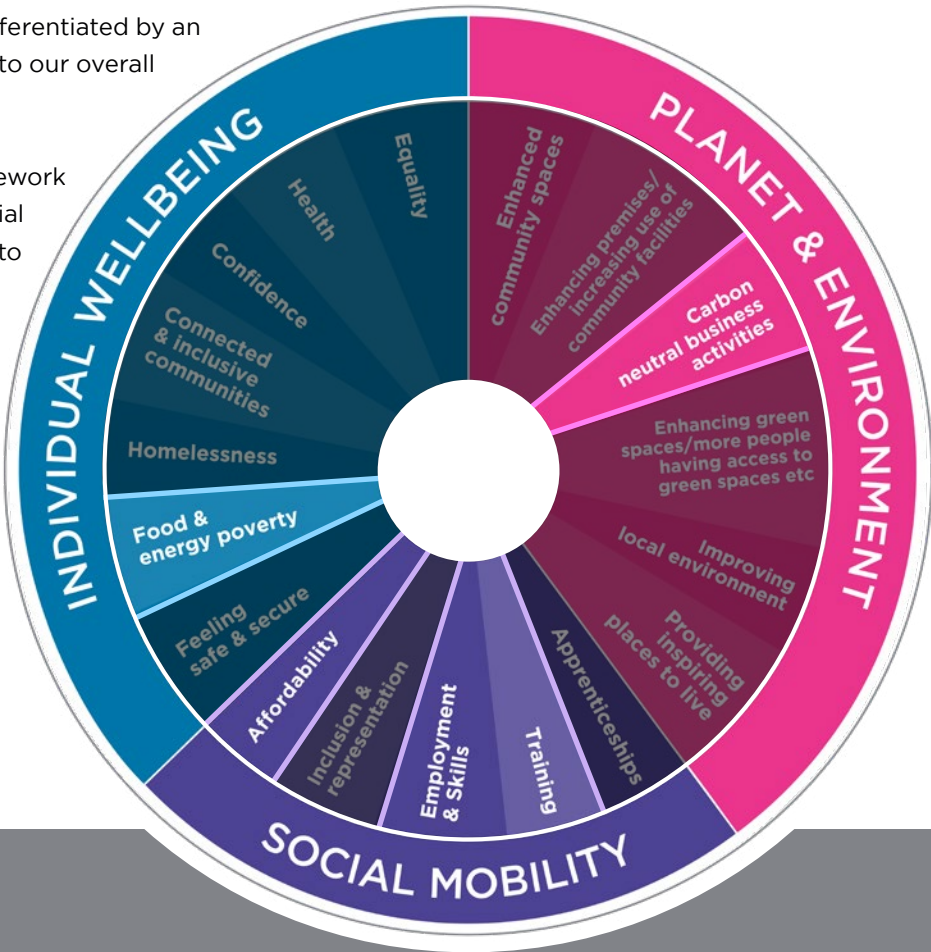 ferentiated by an
to our overall
ework
ial
to
INDIVIDUAL WELLBEING
Equality
Health
Confidence
Connected
& inclusive
communities
Homelessness
Food &
energy poverty
Feeling
safe & secure
PLANET & ENVIRONMENT
Enhanced
community spaces
Enhancing premises/
increasing use of
community facilities
Carbon
neutral business
activities
Enhancing green
spaces/more people
having access to
green spaces etc
Improving
local environment
Providing
inspiring
places to live
SOCIAL MOBILITY
Affordability
Inclusion &
representation
Employment
& Skills
Training
Apprenticeships